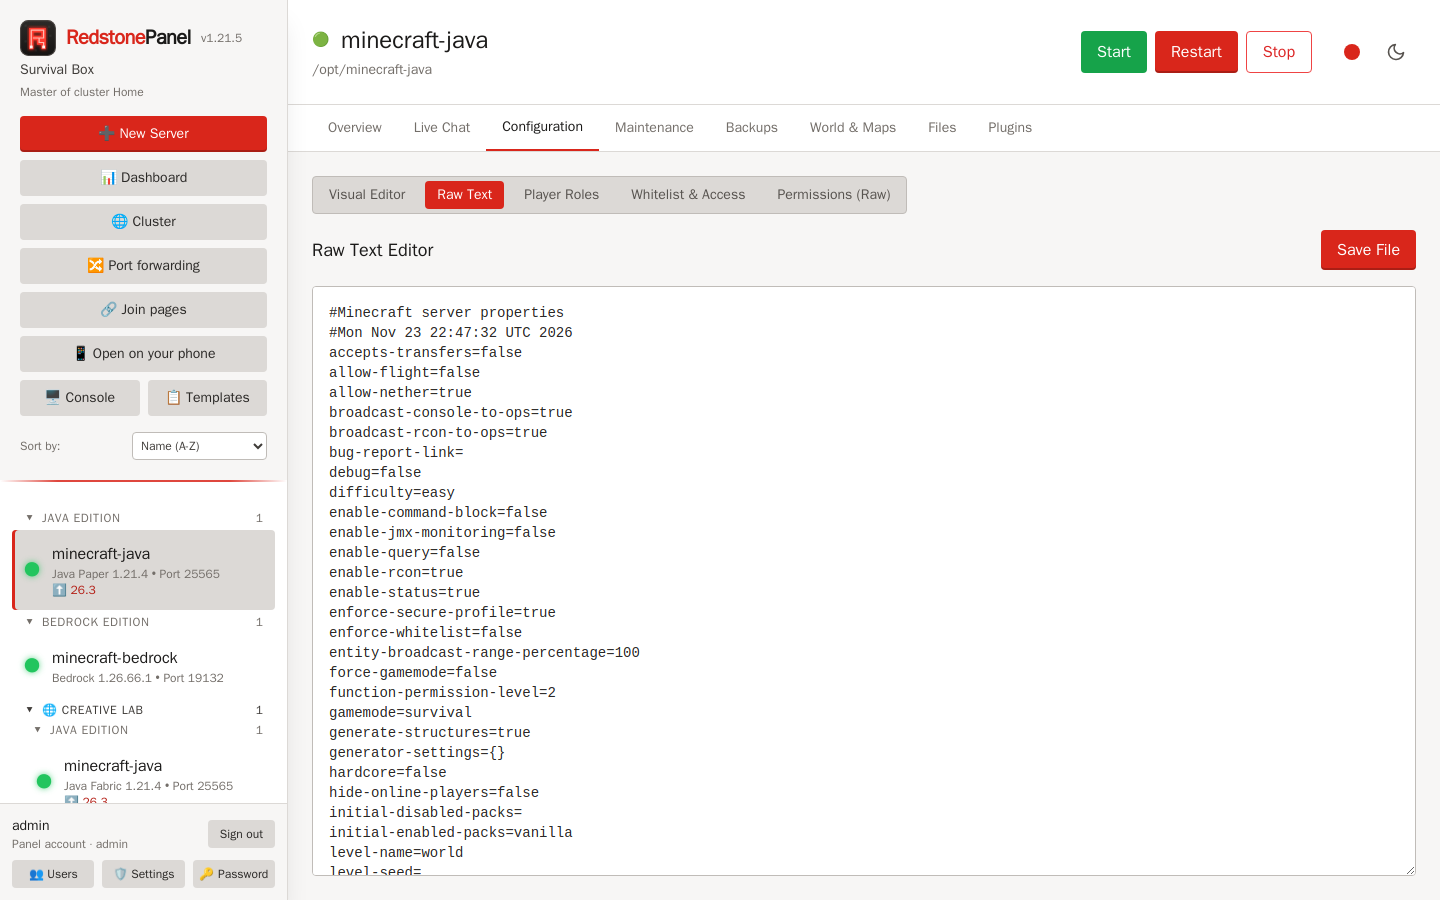 RedstonePanel v1.21.5
Survival Box
Master of cluster Home
➕ New Server
📊 Dashboard
🌐 Cluster
🔀 Port forwarding
🔗 Join pages
📱 Open on your phone
🖥️ Console
📋 Templates
Sort by:
Name (A-Z)
▼ JAVA EDITION 1
minecraft-java
Java Paper 1.21.4 • Port 25565
⬆️ 26.3
▼ BEDROCK EDITION 1
minecraft-bedrock
Bedrock 1.26.66.1 • Port 19132
▼ 🌐 CREATIVE LAB 1
▼ JAVA EDITION 1
minecraft-java
Java Fabric 1.21.4 • Port 25565
⬆️ 26.3
admin
Panel account · admin
Sign out
👥 Users
🛡️ Settings
🔑 Password
minecraft-java
/opt/minecraft-java
Start
Restart
Stop
Overview
Live Chat
Configuration
Maintenance
Backups
World & Maps
Files
Plugins
Visual Editor
Raw Text
Player Roles
Whitelist & Access
Permissions (Raw)
Raw Text Editor
Save File
#Minecraft server properties
#Mon Nov 23 22:47:32 UTC 2026
accepts-transfers=false
allow-flight=false
allow-nether=true
broadcast-console-to-ops=true
broadcast-rcon-to-ops=true
bug-report-link=
debug=false
difficulty=easy
enable-command-block=false
enable-jmx-monitoring=false
enable-query=false
enable-rcon=true
enable-status=true
enforce-secure-profile=true
enforce-whitelist=false
entity-broadcast-range-percentage=100
force-gamemode=false
function-permission-level=2
gamemode=survival
generate-structures=true
generator-settings={}
hardcore=false
hide-online-players=false
initial-disabled-packs=
initial-enabled-packs=vanilla
level-name=world
level-seed=